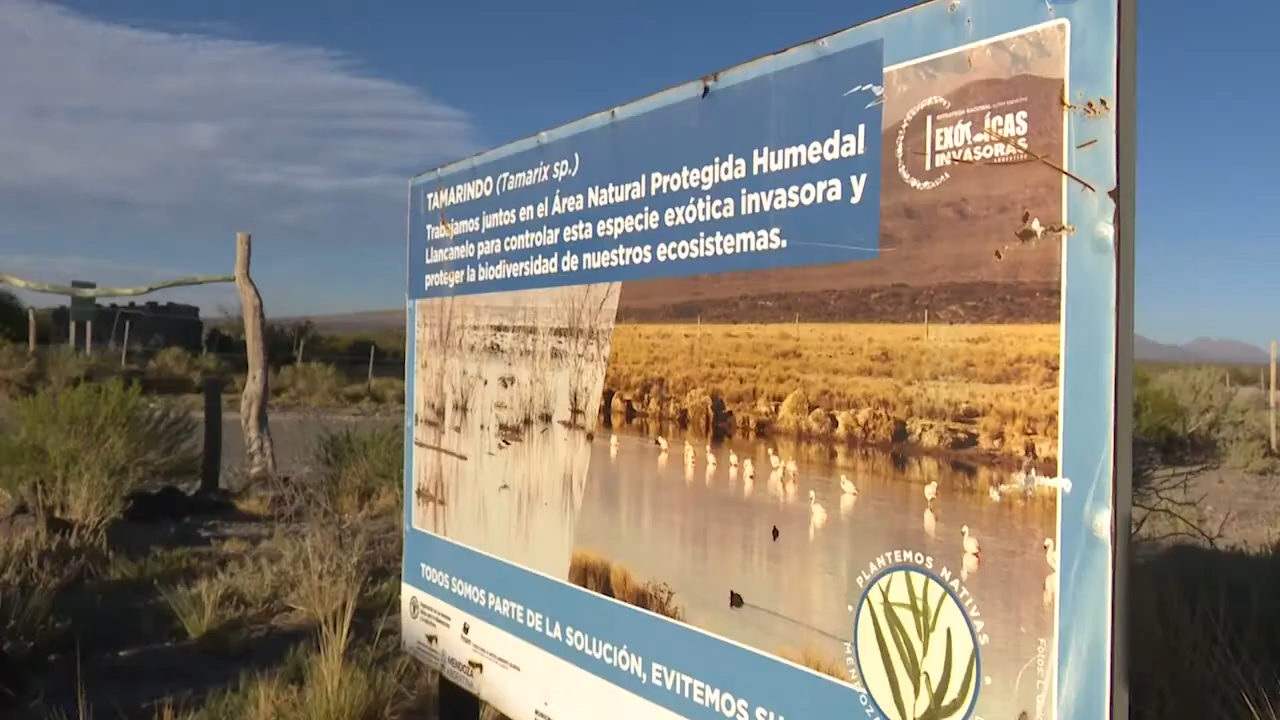 TAMARINDO (Tamarix sp.)
Trabajamos juntos en el Área Natural Protegida Humedal
Llancanelo para controlar esta especie exótica invasora y
proteger la biodiversidad de nuestros ecosistemas.
INVASORAS
PLANTEMOS NATIVAS
TODOS SOMOS PARTE DE LA SOLUCIÓN, EVITEMOS
MENDOZA